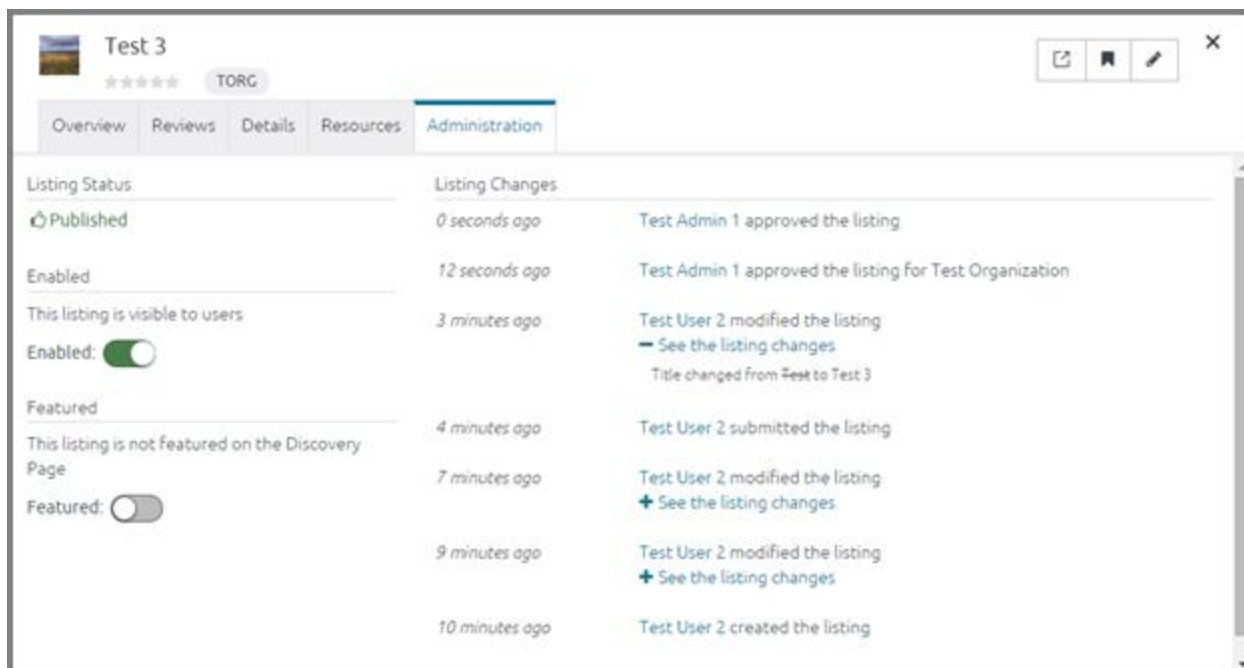 Test 3
TORG
Overview Reviews Details Resources Administration
Listing Status
Published
Enabled
This listing is visible to users
Enabled:
Featured
This listing is not featured on the Discovery
Page
Featured:
Listing Changes
0 seconds ago Test Admin 1 approved the listing
12 seconds ago Test Admin 1 approved the listing for Test Organization
3 minutes ago Test User 2 modified the listing
See the listing changes
Title changed from Test to Test 3
4 minutes ago Test User 2 submitted the listing
7 minutes ago Test User 2 modified the listing
See the listing changes
9 minutes ago Test User 2 modified the listing
See the listing changes
10 minutes ago Test User 2 created the listing